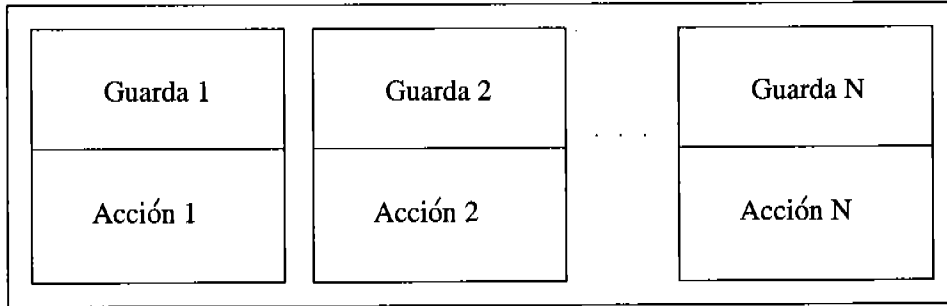 Guarda 1
Guarda 2
. . .
Guarda N
Acción 1
Acción 2
Acción N